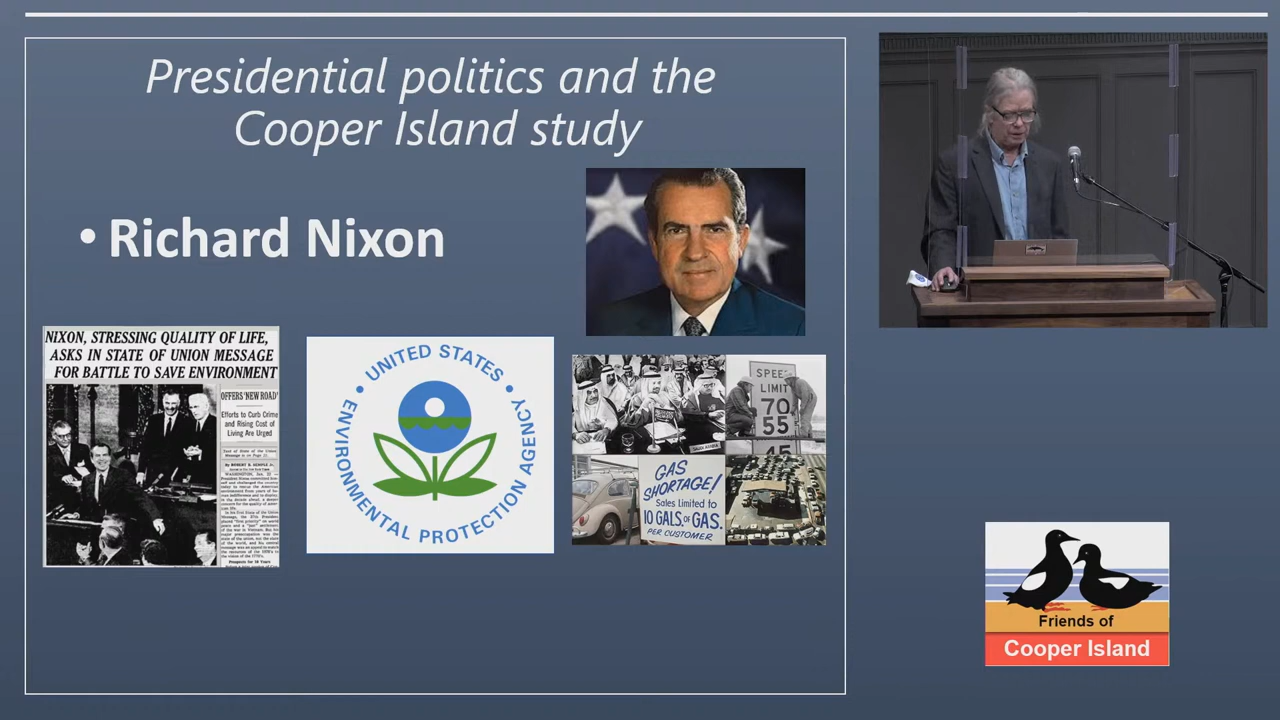 Presidential politics and the
Cooper Island study
• Richard Nixon
NIXON, STRESSING QUALITY OF LIFE,
ASKS IN STATE OF UNION MESSAGE
FOR BATTLE TO SAVE ENVIRONMENT
OFFERS 'NEW ROAD'
Efforts to Curb Crime
and Rising Cost of
Living Are Urged
UNITED STATES
ENVIRONMENTAL PROTECTION AGENCY
SPEED
LIMIT
70
55
45
GAS
SHORTAGE!
Sales Limited to
10 GALS. OF GAS.
PER CUSTOMER
Friends of
Cooper Island